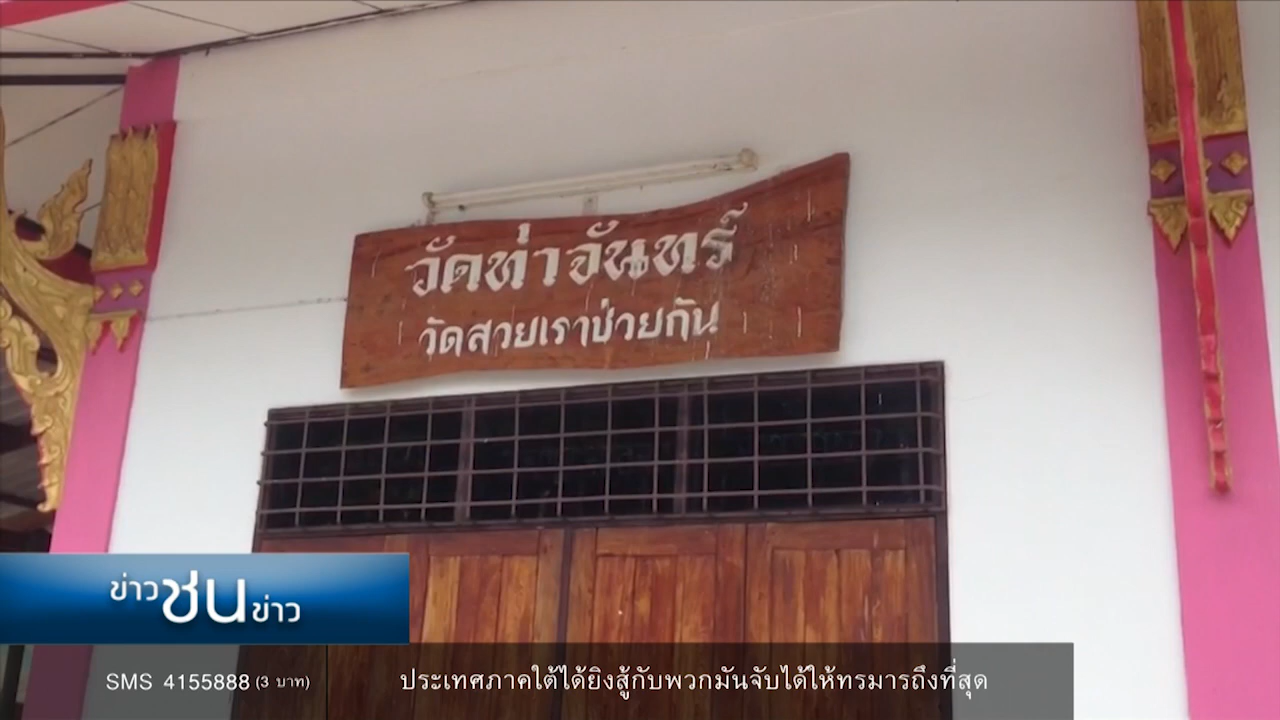 วัดท่าจันทร์
วัดสวยเราช่วยกัน
ข่าวชนข่าว
SMS 4155888 (3 บาท)
ประเทศภาคใต้ได้ยิงสู้กับพวกมันจับได้ให้ทรมารถึงที่สุด